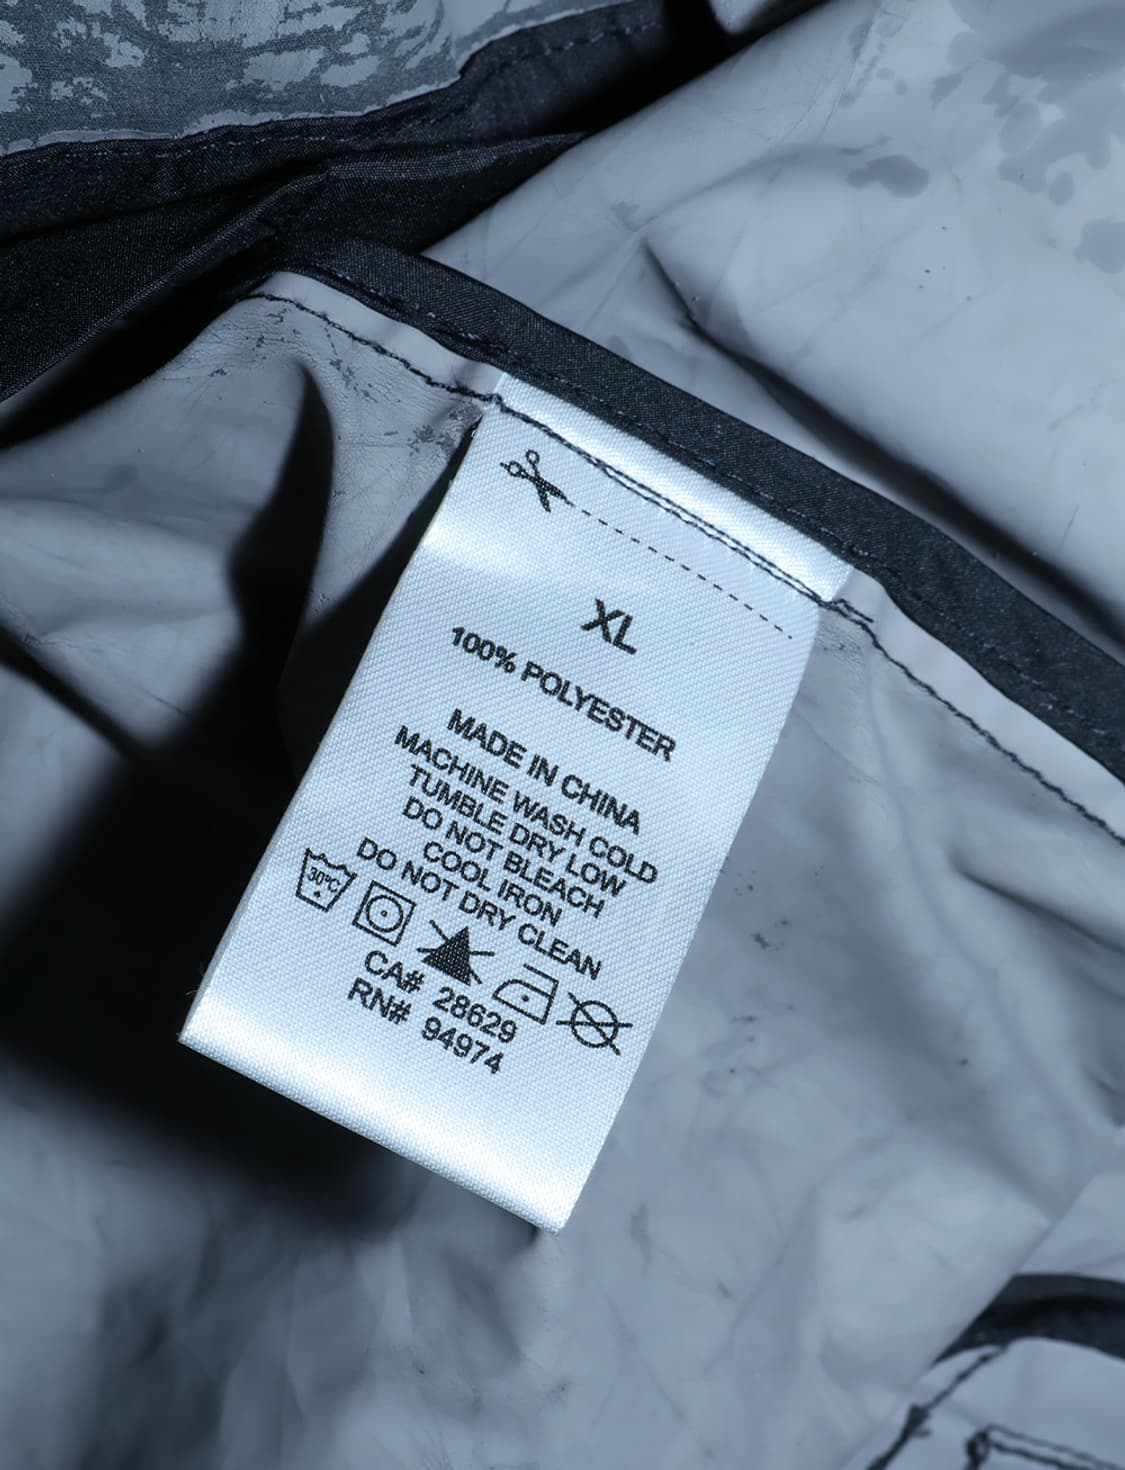 XL
100% POLYESTER
MADE IN CHINA
MACHINE WASH COLD
TUMBLE DRY LOW
DO NOT BLEACH
COOL IRON
DO NOT DRY CLEAN
30°C
CA# 28629
RN# 94974